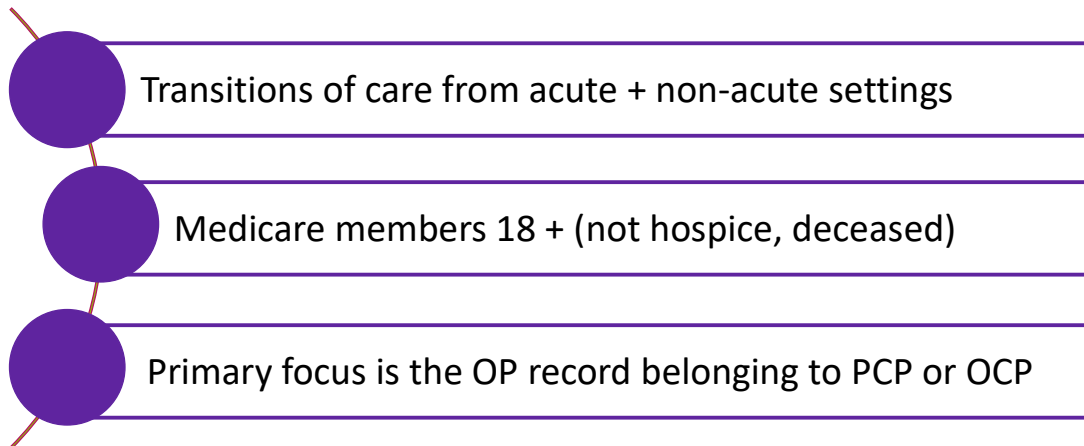 Transitions of care from acute + non-acute settings
Medicare members 18 + (not hospice, deceased)
Primary focus is the OP record belonging to PCP or OCP